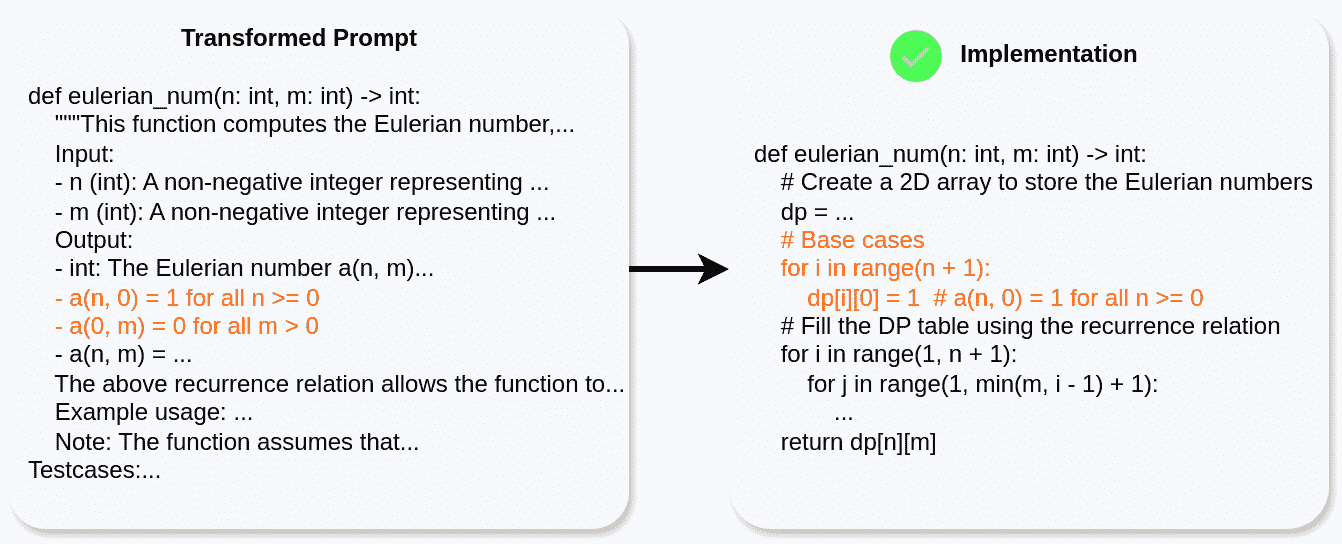 Transformed Prompt
def eulerian_num(n: int, m: int) -> int:
"""This function computes the Eulerian number,...
Input:
- n (int): A non-negative integer representing ...
- m (int): A non-negative integer representing ...
Output:
- int: The Eulerian number a(n, m)...
- a(n, 0) = 1 for all n >= 0
- a(0, m) = 0 for all m > 0
- a(n, m) = ...
The above recurrence relation allows the function to...
Example usage: ...
Note: The function assumes that...
Testcases:...
Implementation
def eulerian_num(n: int, m: int) -> int:
# Create a 2D array to store the Eulerian numbers
dp = ...
# Base cases
for i in range(n + 1):
dp[i][0] = 1  # a(n, 0) = 1 for all n >= 0
# Fill the DP table using the recurrence relation
for i in range(1, n + 1):
for j in range(1, min(m, i - 1) + 1):
...
return dp[n][m]